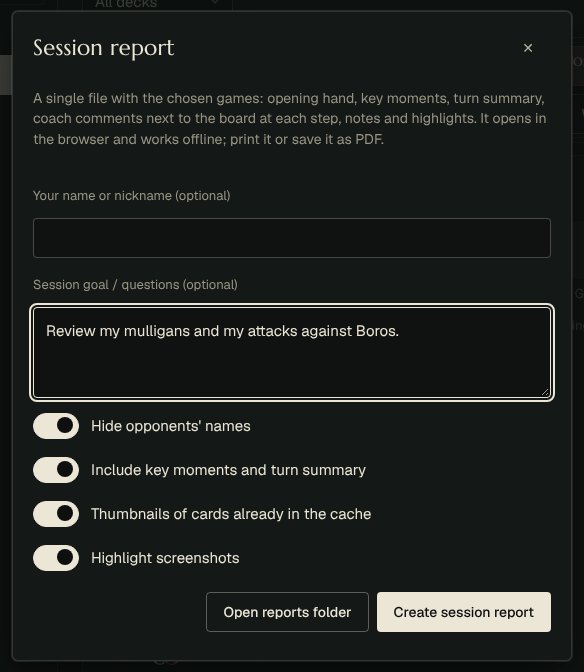 All decks
Session report
A single file with the chosen games: opening hand, key moments, turn summary,
coach comments next to the board at each step, notes and highlights. It opens in
the browser and works offline; print it or save it as PDF.
Your name or nickname (optional)
Session goal / questions (optional)
Review my mulligans and my attacks against Boros.
Hide opponents' names
Include key moments and turn summary
Thumbnails of cards already in the cache
Highlight screenshots
Open reports folder
Create session report